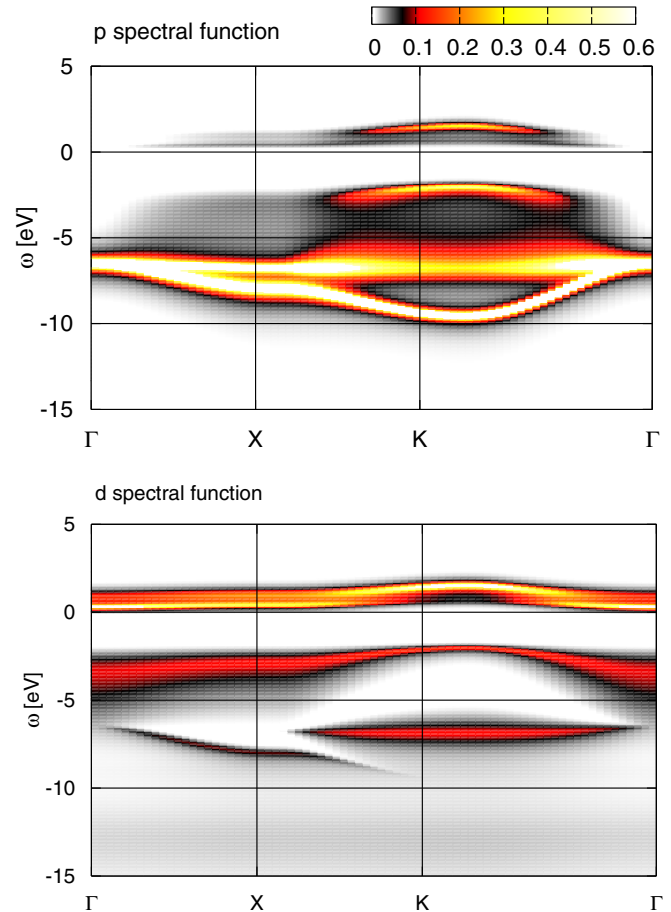 p spectral function
0 0.1 0.2 0.3 0.4 0.5 0.6
5
0
-5
-10
-15
ω [eV]
Γ X K Γ
d spectral function
5
0
-5
-10
-15
ω [eV]
Γ X K Γ